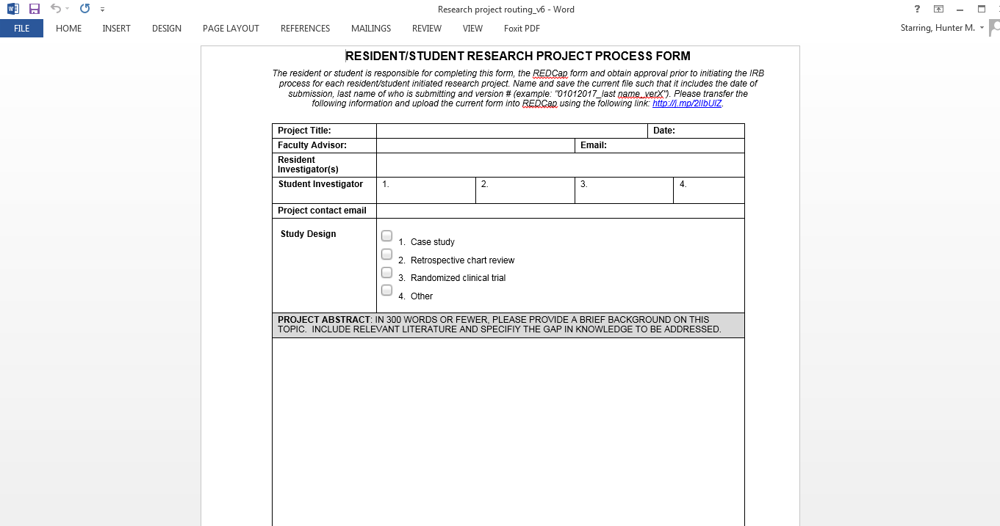 Research project routing_v6 - Word
?
FILE HOME INSERT DESIGN PAGE LAYOUT REFERENCES MAILINGS REVIEW VIEW Foxit PDF Starring, Hunter M.
RESIDENT/STUDENT RESEARCH PROJECT PROCESS FORM
The resident or student is responsible for completing this form, the REDCap form and obtain approval prior to initiating the IRB
process for each resident/student initiated research project. Name and save the current file such that it includes the date of
submission, last name of who is submitting and version # (example: "01012017_last name_verX"). Please transfer the
following information and upload the current form into REDCap using the following link: http://j.mp/2llbUlZ.
Project Title: Date:
Faculty Advisor: Email:
Resident
Investigator(s)
Student Investigator 1. 2. 3. 4.
Project contact email
Study Design
1. Case study
2. Retrospective chart review
3. Randomized clinical trial
4. Other
PROJECT ABSTRACT: IN 300 WORDS OR FEWER, PLEASE PROVIDE A BRIEF BACKGROUND ON THIS
TOPIC. INCLUDE RELEVANT LITERATURE AND SPECIFIY THE GAP IN KNOWLEDGE TO BE ADDRESSED.